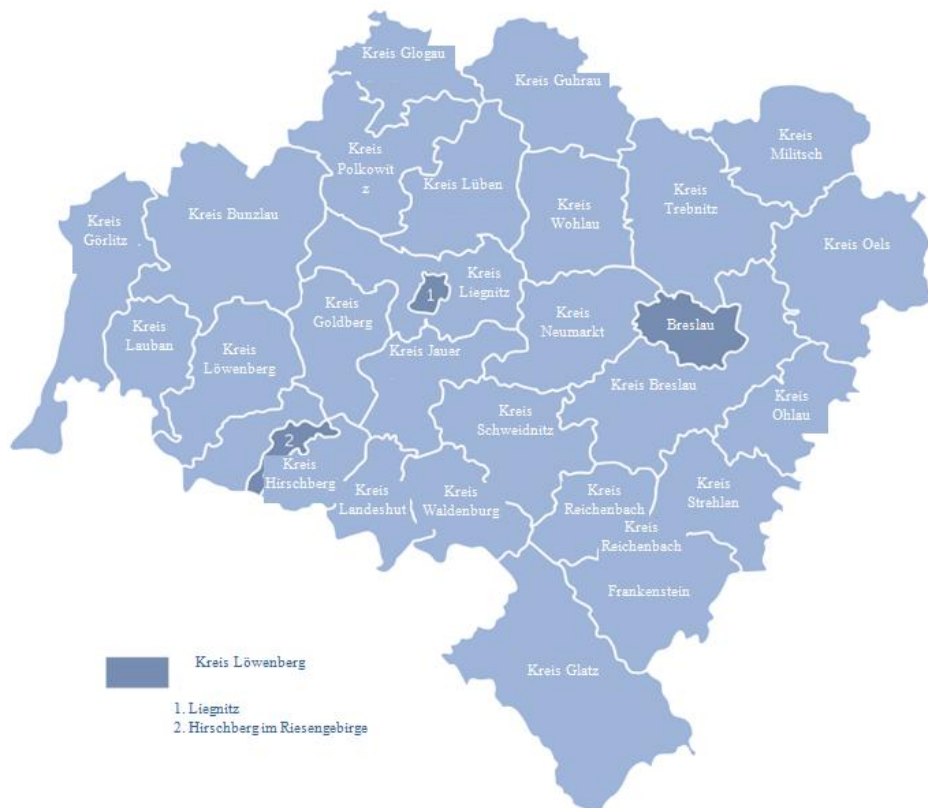 Kreis Glogau
Kreis Guhrau
Kreis
Militsch
Kreis
Polkowit
z
Kreis Lüben
Kreis
Wohlau
Kreis
Trebnitz
Kreis
Görlitz
Kreis Bunzlau
Kreis Oels
Kreis
Liegnitz
1
Kreis
Goldberg
Kreis
Neumarkt
Breslau
Kreis
Lauban
Kreis
Löwenberg
Kreis Jauer
Kreis Breslau
Kreis
Ohlau
Kreis
Schweidnitz
2
Kreis
Hirschberg
Kreis
Landeshut
Kreis
Waldenburg
Kreis
Reichenbach
Kreis
Strehlen
Kreis
Reichenbach
Frankenstein
Kreis Glatz
Kreis Löwenberg
1. Liegnitz
2. Hirschberg im Riesengebirge